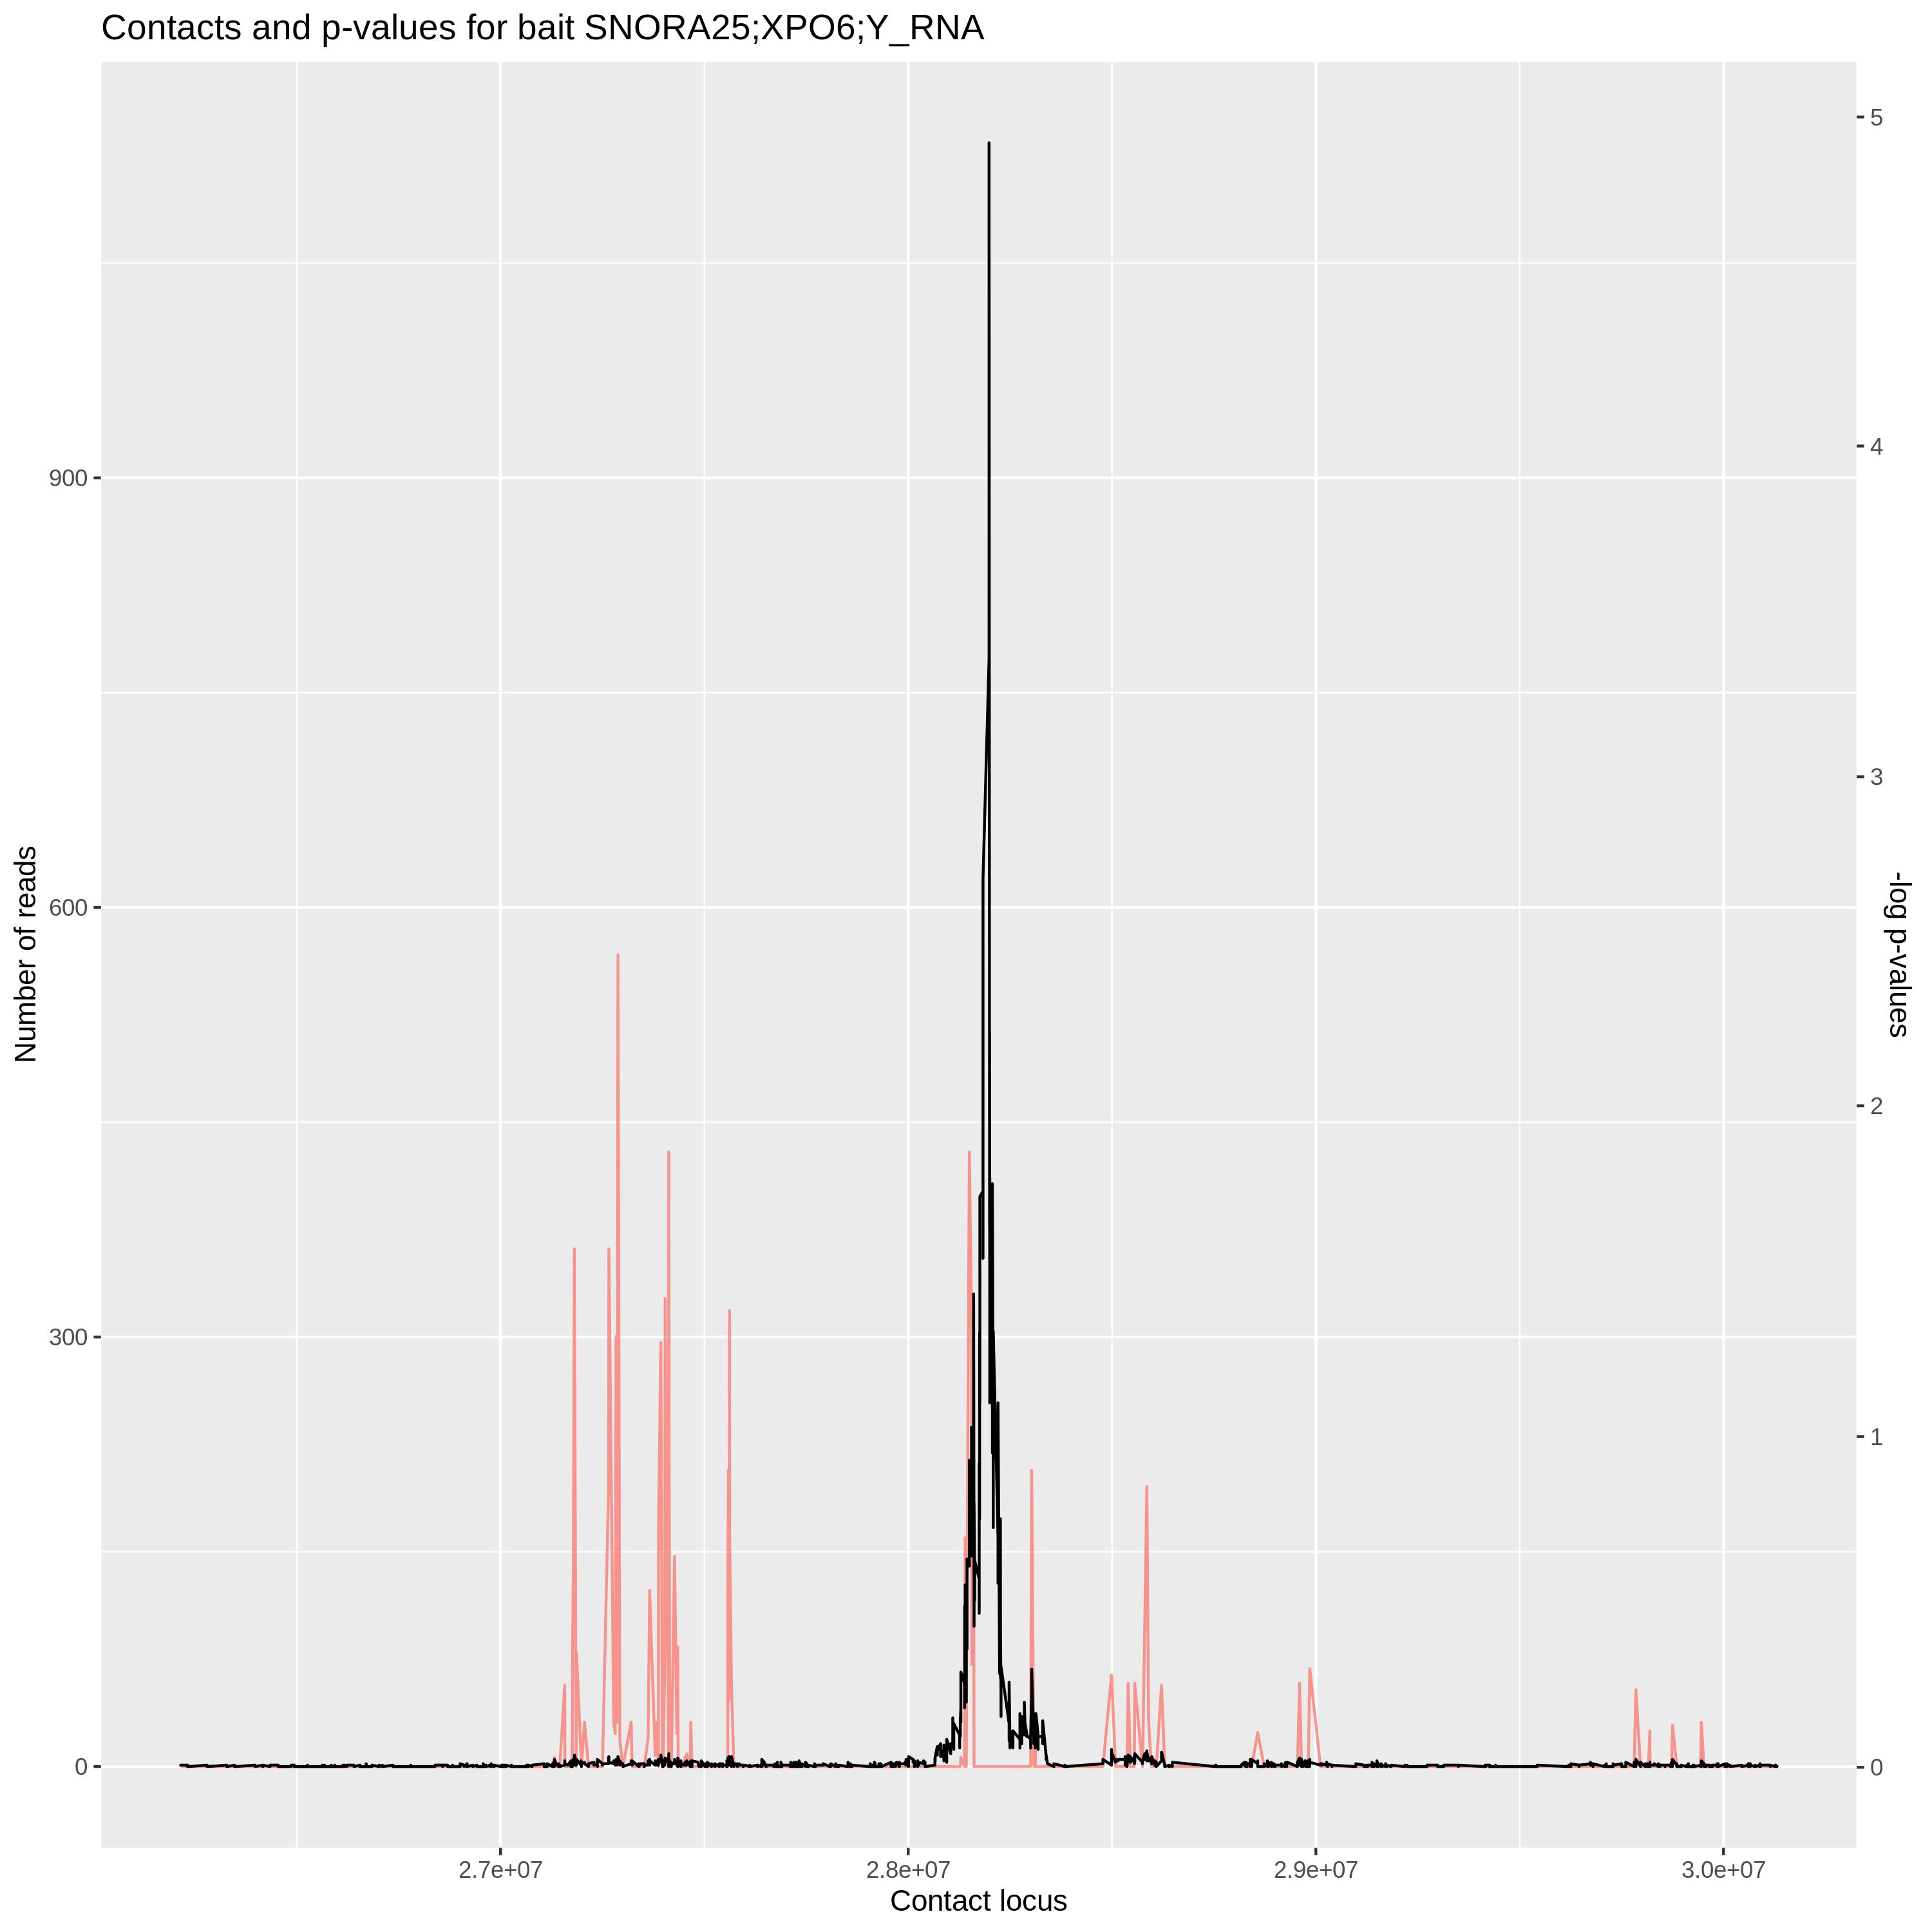 Contacts and p-values for bait SNORA25;XPO6;Y_RNA
Number of reads
900
600
300
0
5
4
3
2
1
0
-log p-values
2.7e+07 2.8e+07 2.9e+07 3.0e+07
Contact locus